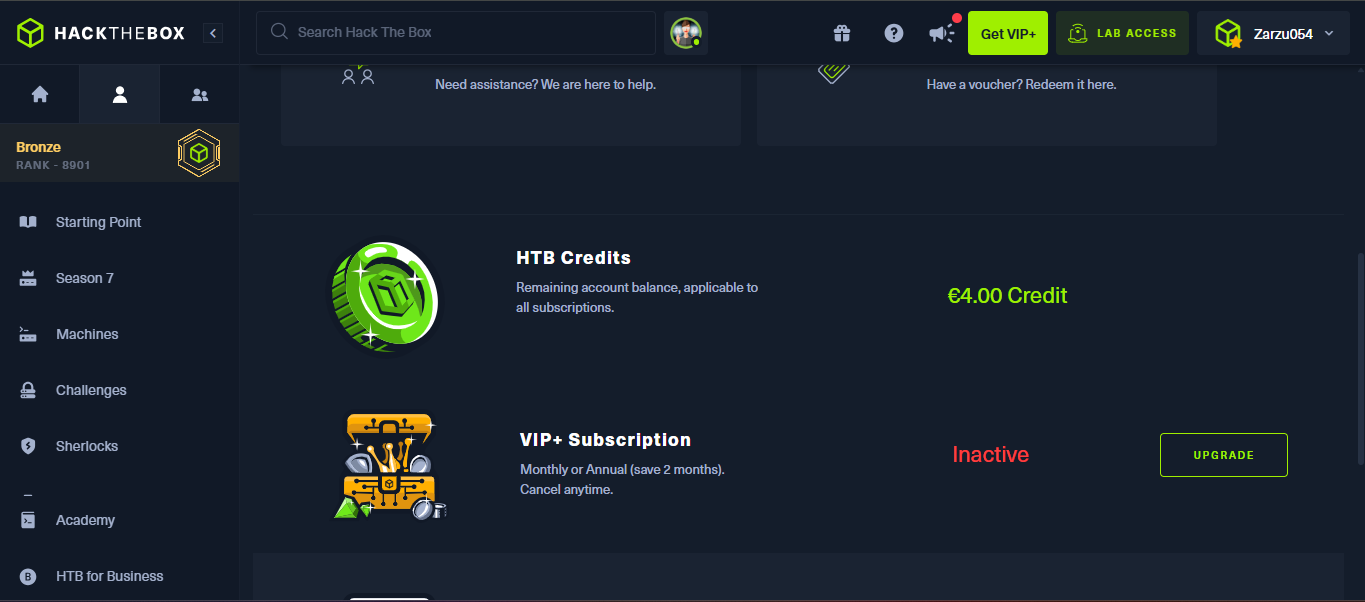 HACKTHEBOX
Search Hack The Box
Get VIP+
LAB ACCESS
Zarzu054
Bronze
RANK - 8901
Starting Point
Season 7
Machines
Challenges
Sherlocks
Academy
B HTB for Business
Need assistance? We are here to help.
Have a voucher? Redeem it here.
HTB Credits
Remaining account balance, applicable to
all subscriptions.
€4.00 Credit
VIP+ Subscription
Monthly or Annual (save 2 months).
Cancel anytime.
Inactive
UPGRADE